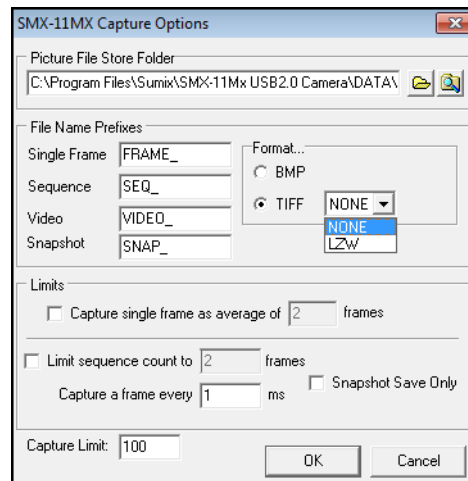 SMX-11MX Capture Options
Picture File Store Folder
C:\Program Files\Sumix\SMX-11Mx USB2.0 Camera\DATA\
File Name Prefixes
Single Frame FRAME_
Sequence SEQ_
Video VIDEO_
Snapshot SNAP_
Format...
BMP
TIFF NONE
NONE
LZW
Limits
Capture single frame as average of 2 frames
Limit sequence count to 2 frames
Capture a frame every 1 ms
Snapshot Save Only
Capture Limit: 100
OK Cancel